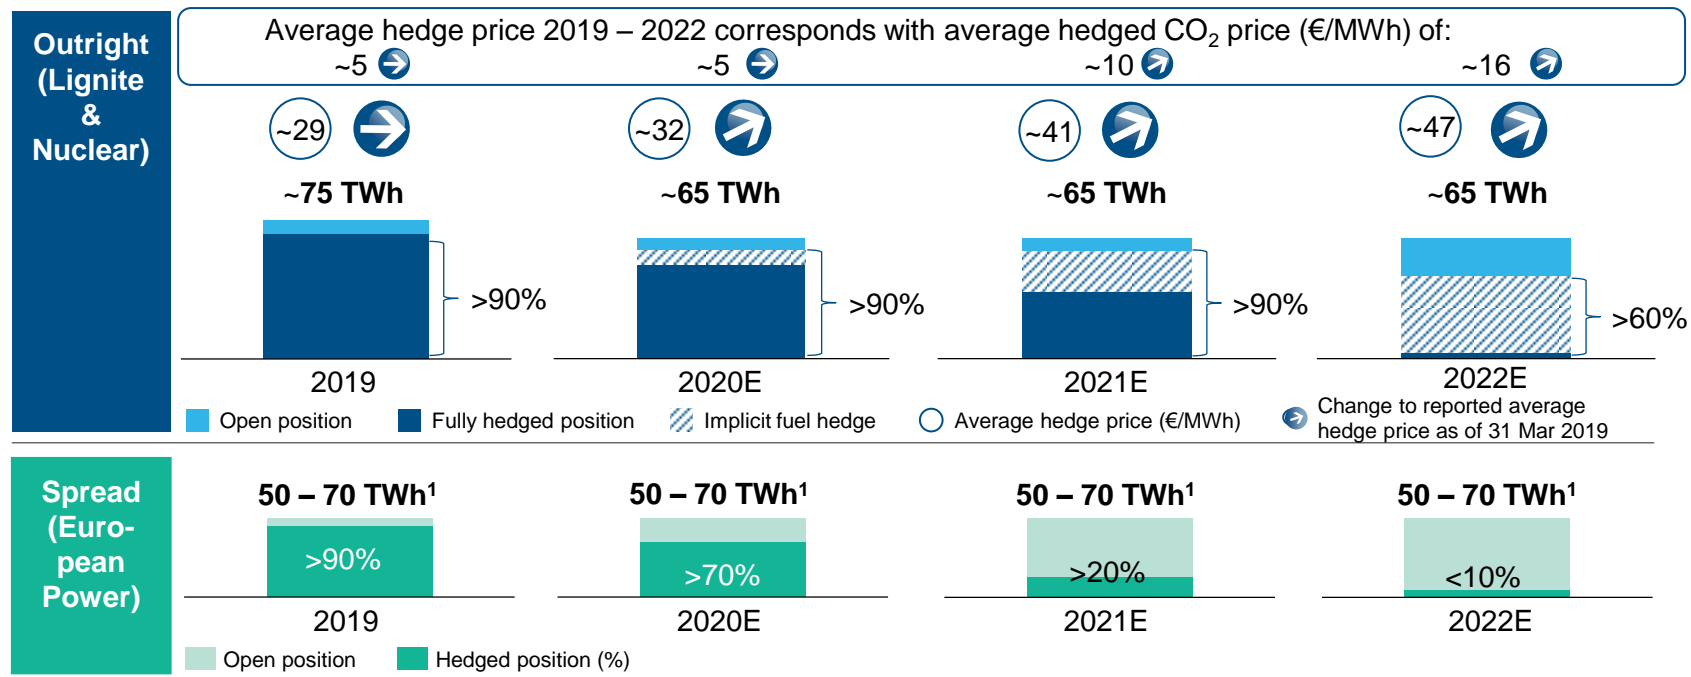 Outright
(Lignite
&
Nuclear)
Average hedge price 2019 – 2022 corresponds with average hedged CO₂ price (€/MWh) of:
~5 ~5 ~10 ~16
~29 ~32 ~41 ~47
~75 TWh ~65 TWh ~65 TWh ~65 TWh
>90% >90% >90% >60%
2019 2020E 2021E 2022E
Open position Fully hedged position Implicit fuel hedge Average hedge price (€/MWh) Change to reported average
hedge price as of 31 Mar 2019
Spread
(Euro-
pean
Power)
50 – 70 TWh¹ 50 – 70 TWh¹ 50 – 70 TWh¹ 50 – 70 TWh¹
>90% >70% >20% <10%
2019 2020E 2021E 2022E
Open position Hedged position (%)